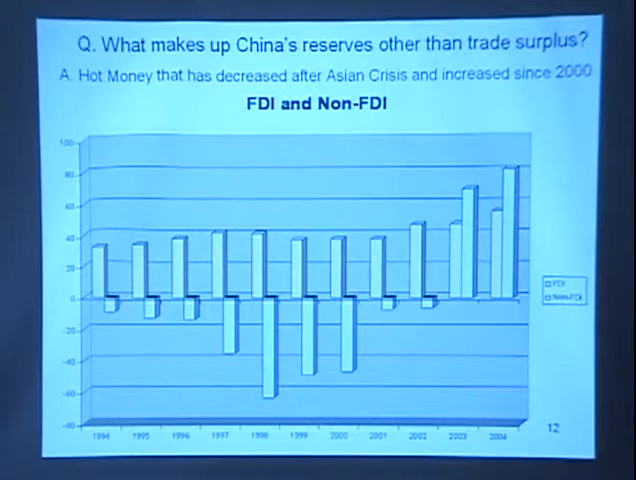 Q. What makes up China's reserves other than trade surplus?
A. Hot Money that has decreased after Asian Crisis and increased since 2000
FDI and Non-FDI
100
80
60
40
20
0
-20
-40
-60
-80
1994 1995 1996 1997 1998 1999 2000 2001 2002 2003 2004
FDI
Non-FDI
12